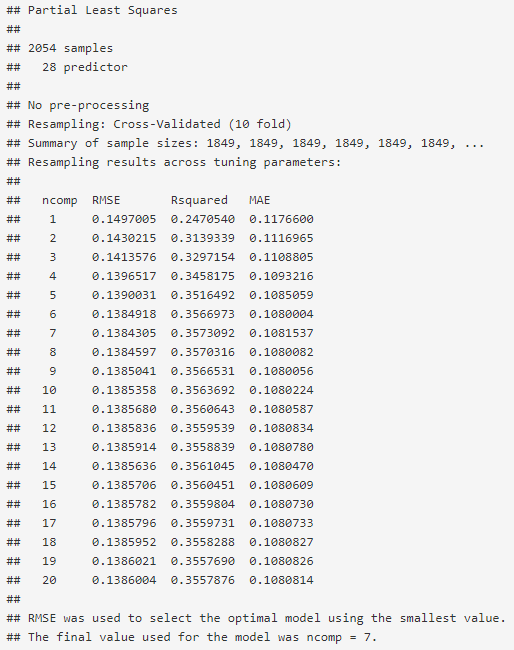 ## Partial Least Squares
##
## 2054 samples
##   28 predictor
##
## No pre-processing
## Resampling: Cross-Validated (10 fold)
## Summary of sample sizes: 1849, 1849, 1849, 1849, 1849, 1849, ...
## Resampling results across tuning parameters:
##
##   ncomp  RMSE       Rsquared   MAE
##    1     0.1497005  0.2470540  0.1176600
##    2     0.1430215  0.3139339  0.1116965
##    3     0.1413576  0.3297154  0.1108805
##    4     0.1396517  0.3458175  0.1093216
##    5     0.1390031  0.3516492  0.1085059
##    6     0.1384918  0.3566973  0.1080004
##    7     0.1384305  0.3573092  0.1081537
##    8     0.1384597  0.3570316  0.1080082
##    9     0.1385041  0.3566531  0.1080056
##   10     0.1385358  0.3563692  0.1080224
##   11     0.1385680  0.3560643  0.1080587
##   12     0.1385836  0.3559539  0.1080834
##   13     0.1385914  0.3558839  0.1080780
##   14     0.1385636  0.3561045  0.1080470
##   15     0.1385706  0.3560451  0.1080609
##   16     0.1385782  0.3559804  0.1080730
##   17     0.1385796  0.3559731  0.1080733
##   18     0.1385952  0.3558288  0.1080827
##   19     0.1386021  0.3557690  0.1080826
##   20     0.1386004  0.3557876  0.1080814
##
## RMSE was used to select the optimal model using the smallest value.
## The final value used for the model was ncomp = 7.